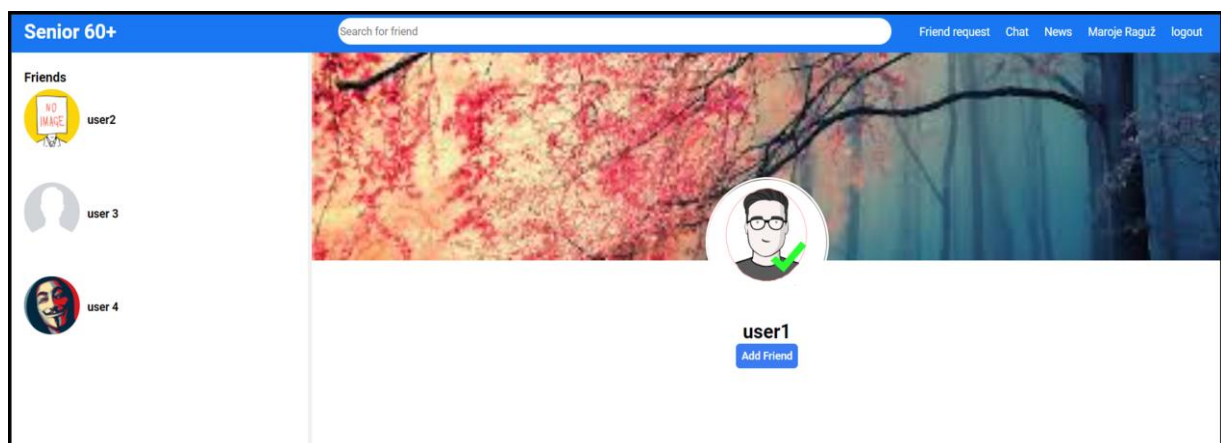 Senior 60+
Search for friend
Friend request Chat News Maroje Raguž logout
Friends
NO
IMAGE
user2
user 3
user 4
user1
Add Friend